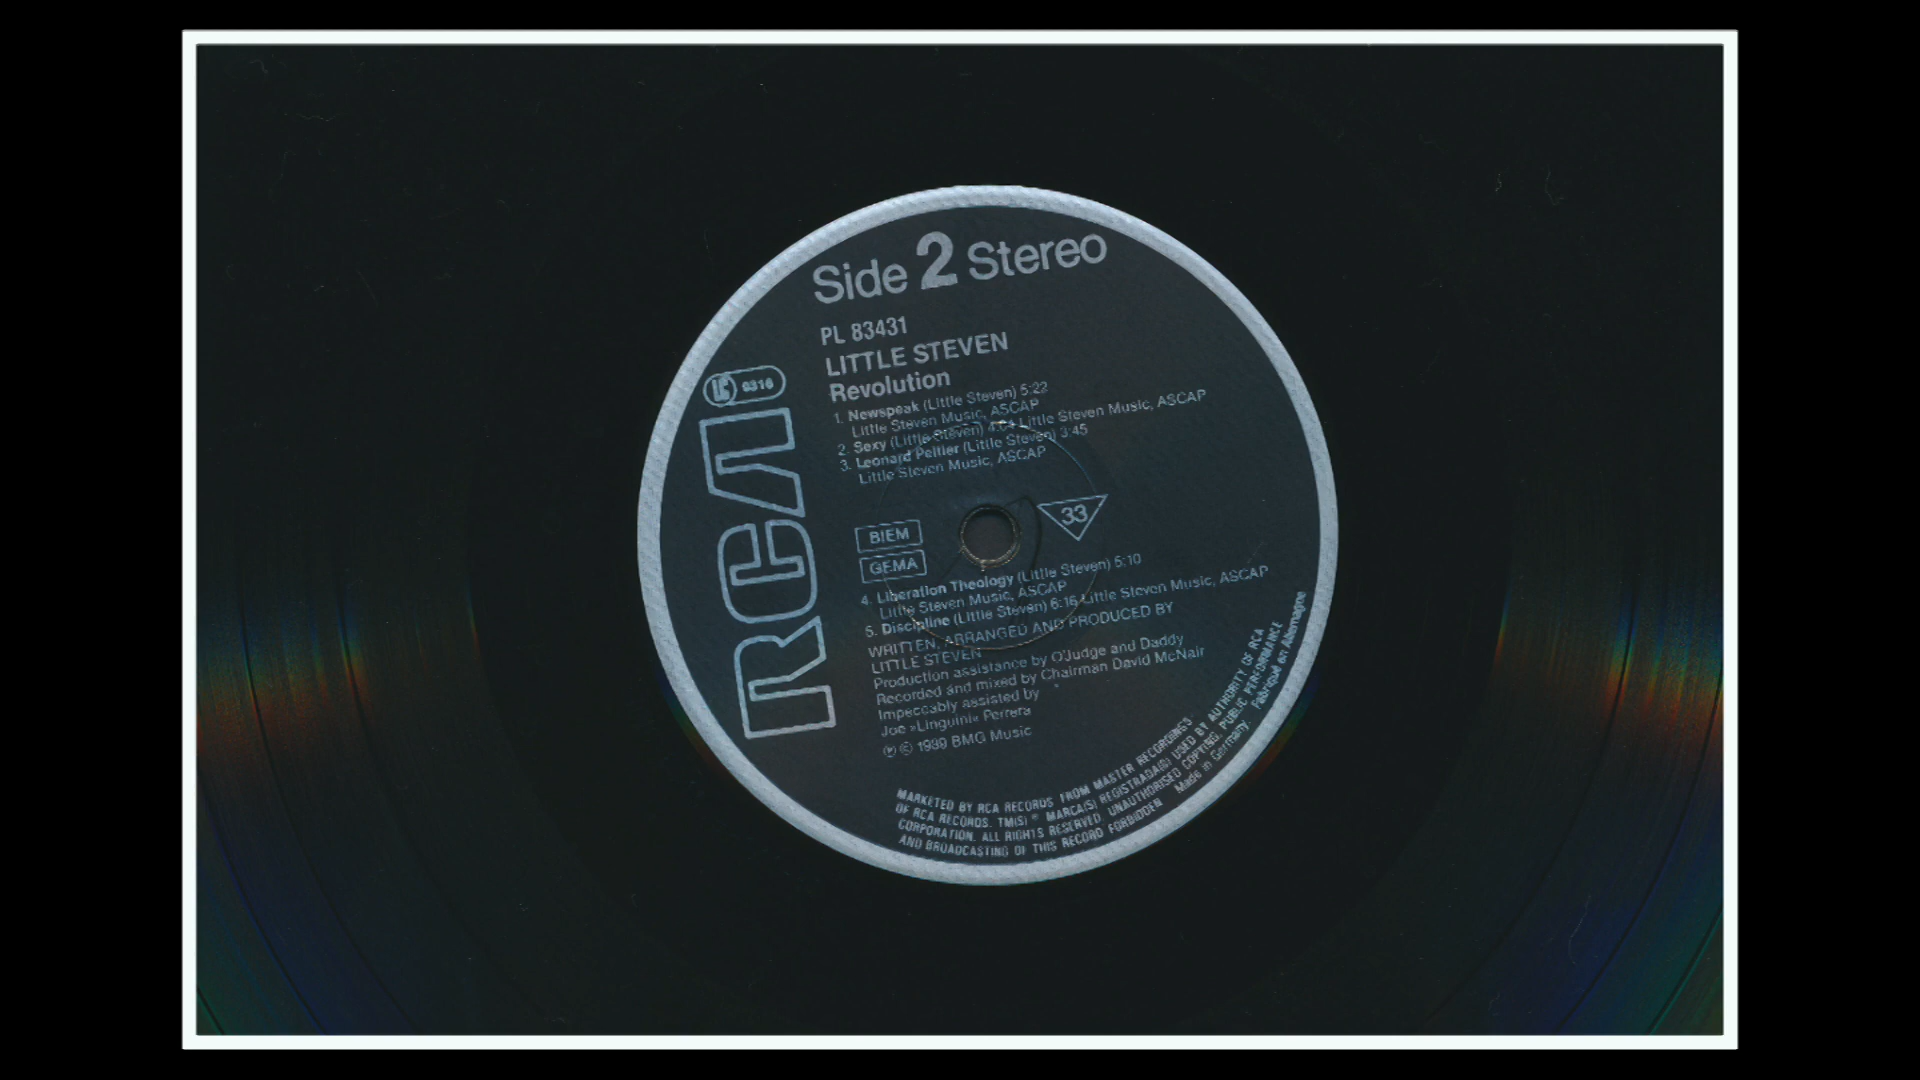 Side 2 Stereo
PL 83431
LITTLE STEVEN
Revolution
LC 0316
RCA
1. Newspeak (Little Steven) 5:22
Little Steven Music, ASCAP
2. Sexy (Little Steven) 4:04 Little Steven Music, ASCAP
3. Leonard Peltier (Little Steven) 3:45
Little Steven Music, ASCAP
33
BIEM
GEMA
4. Liberation Theology (Little Steven) 5:10
Little Steven Music, ASCAP
5. Discipline (Little Steven) 6:16 Little Steven Music, ASCAP
WRITTEN, ARRANGED AND PRODUCED BY
LITTLE STEVEN
Production assistance by O'Judge and Daddy
Recorded and mixed by Chairman David McNair
Impeccably assisted by
Joe »Linguini« Perrera
Ⓟ © 1989 BMG Music
MARKETED BY RCA RECORDS FROM MASTER RECORDINGS
OF RCA RECORDS. TM(S) ® MARCA(S) REGISTRADA(S) USED BY AUTHORITY OF RCA
CORPORATION. ALL RIGHTS RESERVED. UNAUTHORISED COPYING, PUBLIC PERFORMANCE
AND BROADCASTING OF THIS RECORD FORBIDDEN Made in Germany. Fabriqué en Allemagne